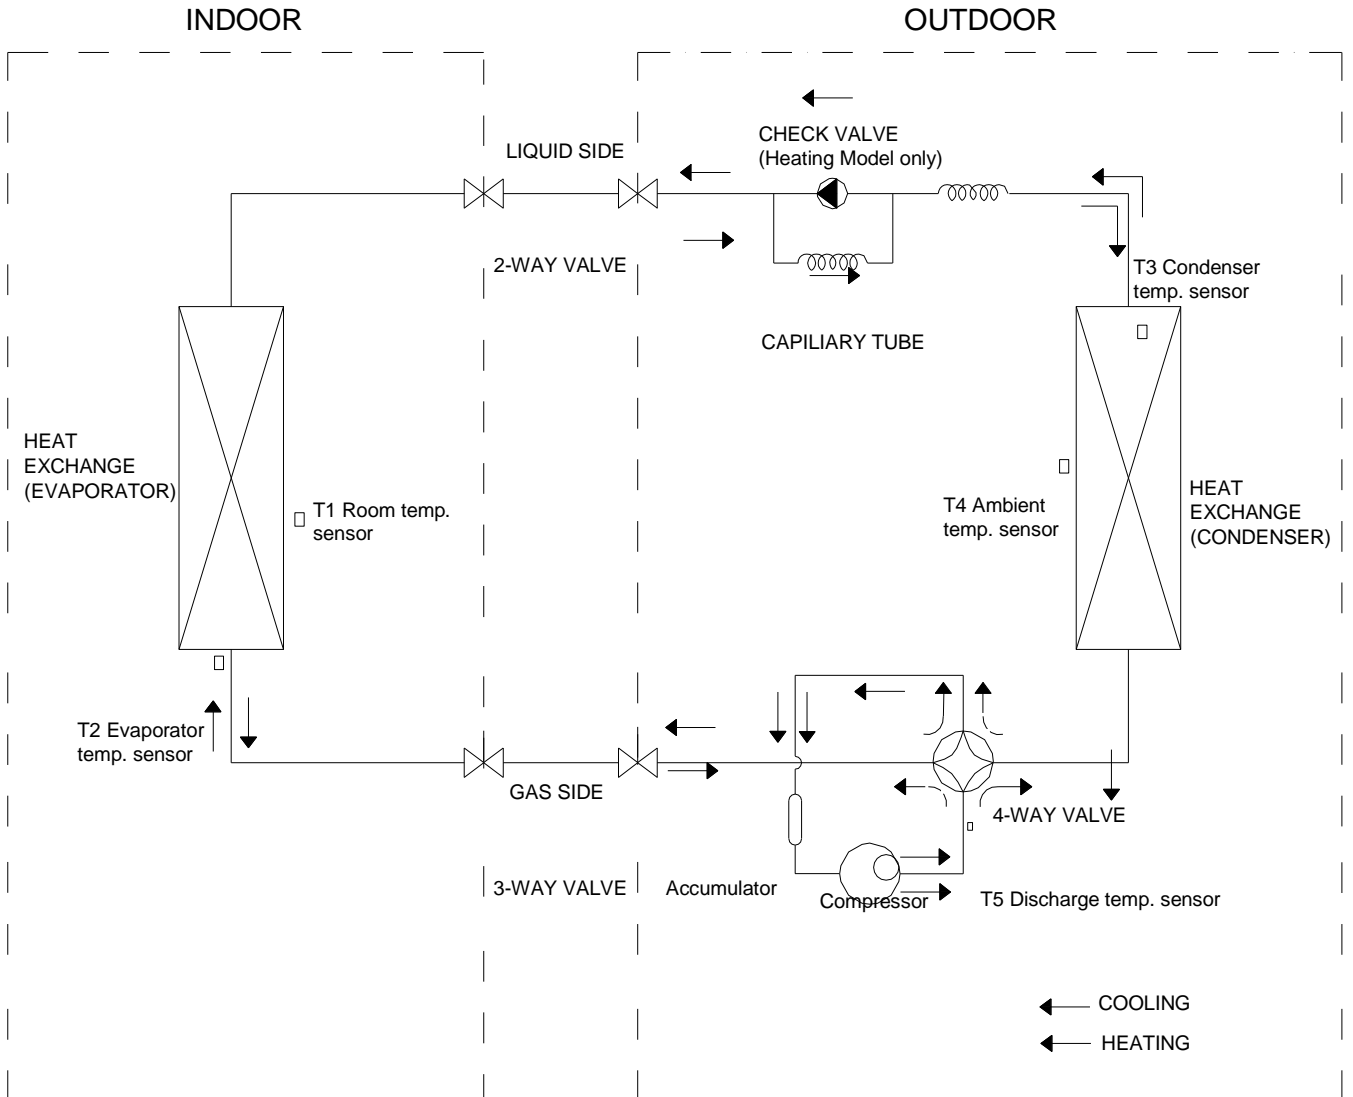 INDOOR
OUTDOOR
CHECK VALVE
(Heating Model only)
LIQUID SIDE
2-WAY VALVE
T3 Condenser
temp. sensor
CAPILIARY TUBE
HEAT
EXCHANGE
(EVAPORATOR)
T1 Room temp.
sensor
T4 Ambient
temp. sensor
HEAT
EXCHANGE
(CONDENSER)
T2 Evaporator
temp. sensor
GAS SIDE
4-WAY VALVE
3-WAY VALVE
Accumulator
Compressor
T5 Discharge temp. sensor
COOLING
HEATING